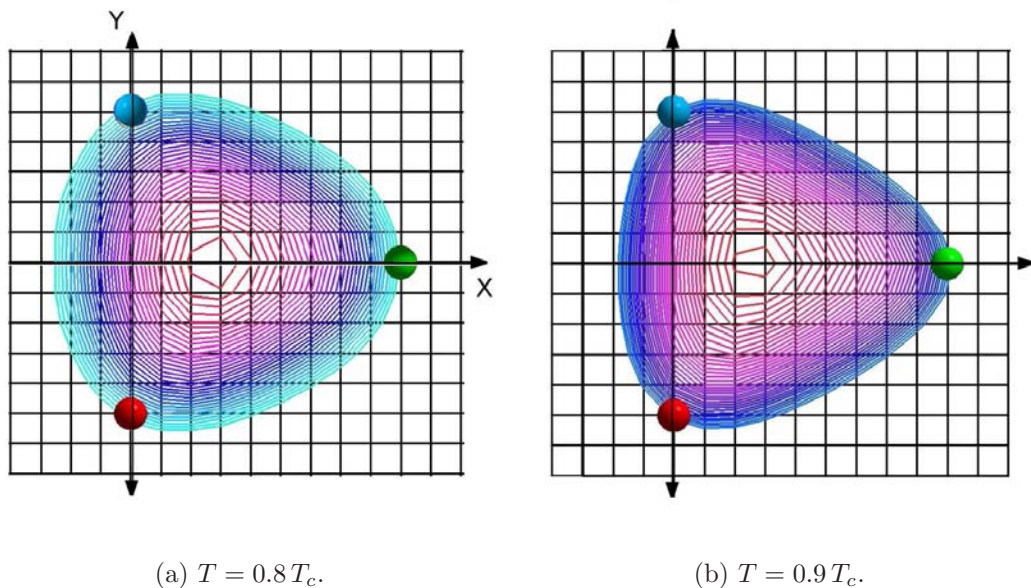 Y
X
(a) T = 0.8 T_c.
(b) T = 0.9 T_c.